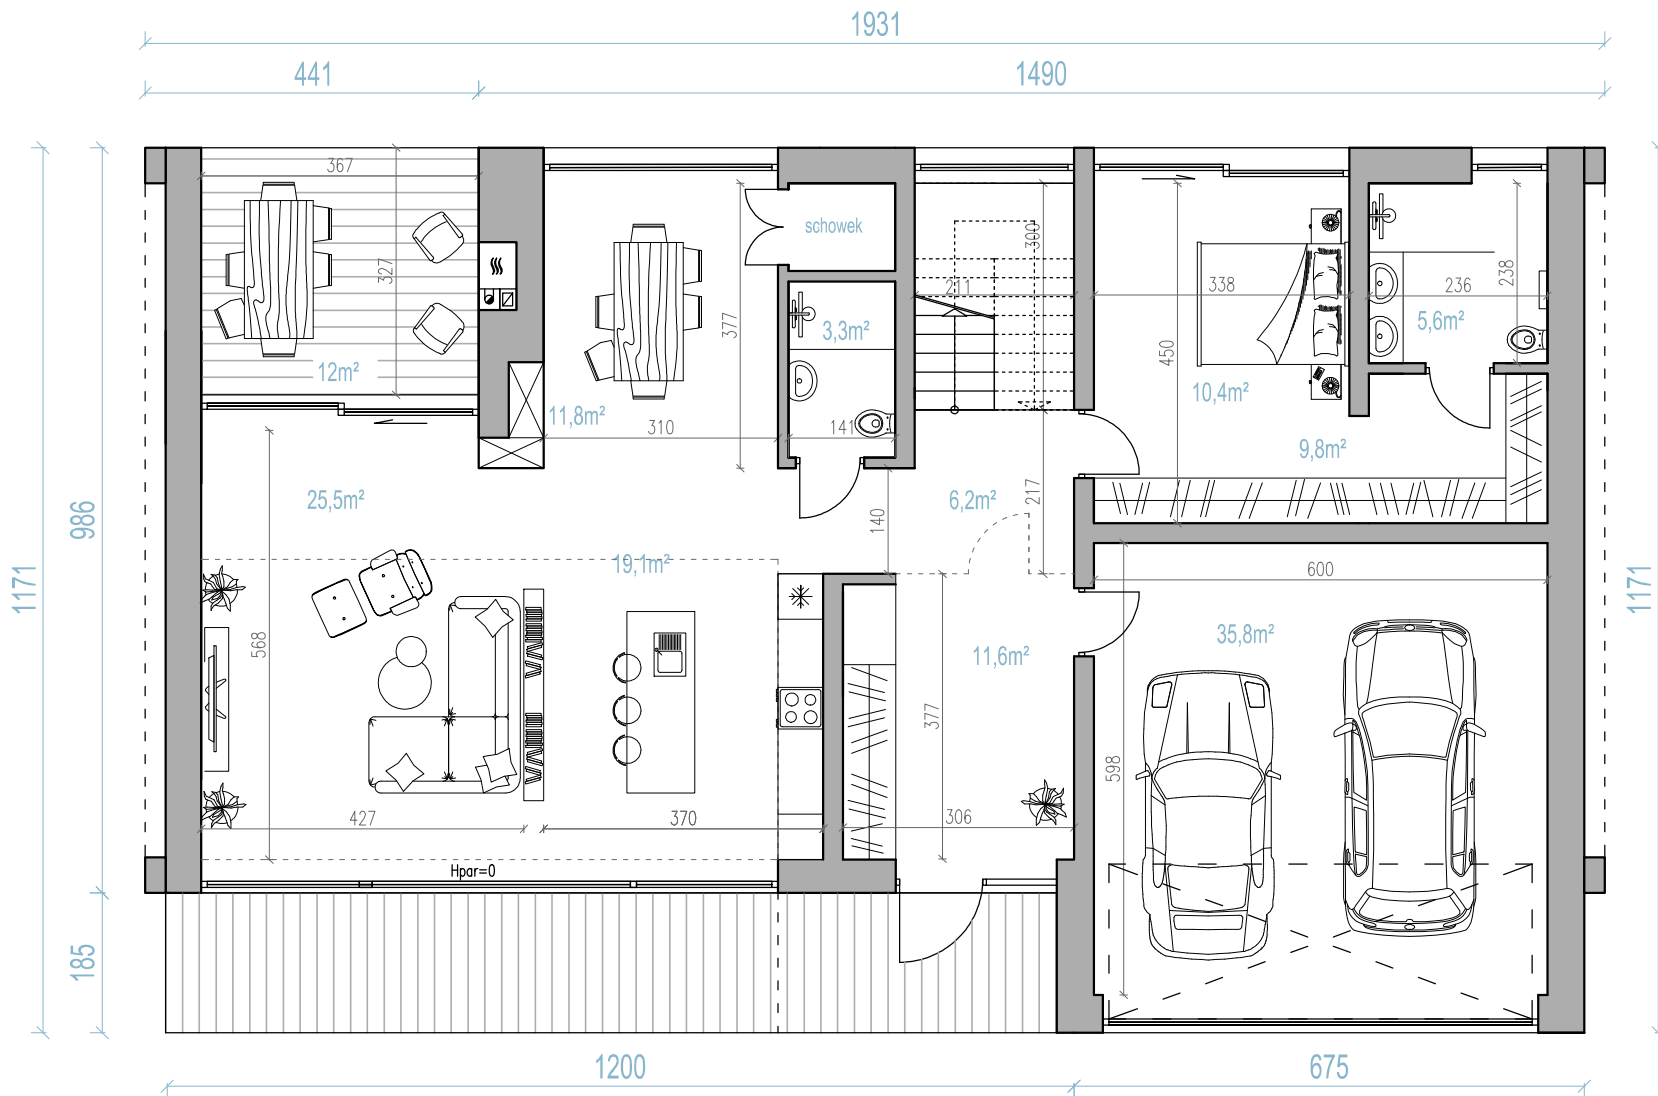 1931
441
1490
367
327
12m²
schowek
300
211
338
236
238
5,6m²
3,3m²
377
450
10,4m²
11,8m²
310
141
9,8m²
25,5m²
6,2m²
217
140
986
1171
19,1m²
600
1171
568
11,6m²
35,8m²
377
598
427
370
306
Hpar=0
185
1200
675